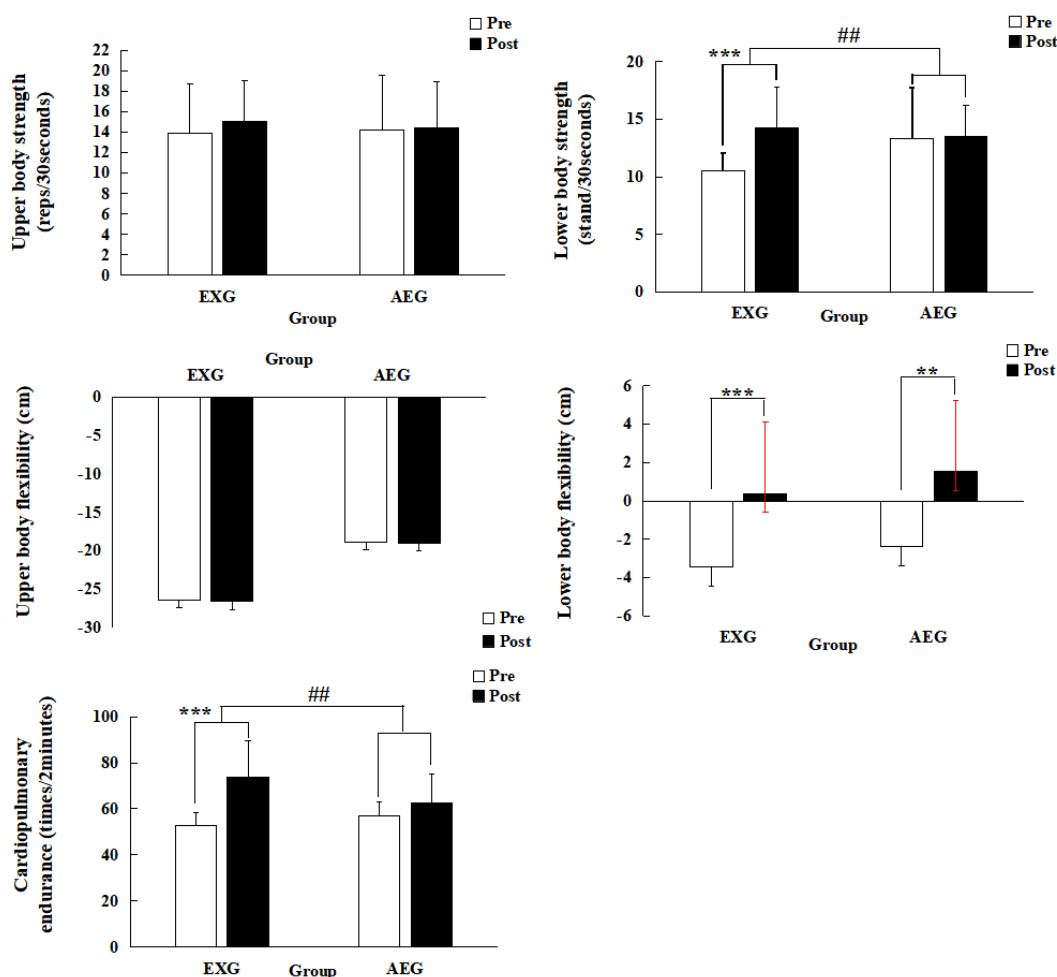 Pre
Post
Upper body strength
(reps/30seconds)
22
20
18
16
14
12
10
8
6
4
2
0
EXG
AEG
Group
Pre
Post
##
***
Lower body strength
(stand/30seconds)
20
15
10
5
0
EXG
Group
AEG
Group
EXG
AEG
Upper body flexibility (cm)
0
-5
-10
-15
-20
-25
-30
Pre
Post
Pre
Post
***
**
Lower body flexibility (cm)
6
4
2
0
-2
-4
-6
EXG
Group
AEG
Pre
Post
##
***
Cardiopulmonary
endurance (times/2minutes)
100
80
60
40
20
0
EXG
Group
AEG